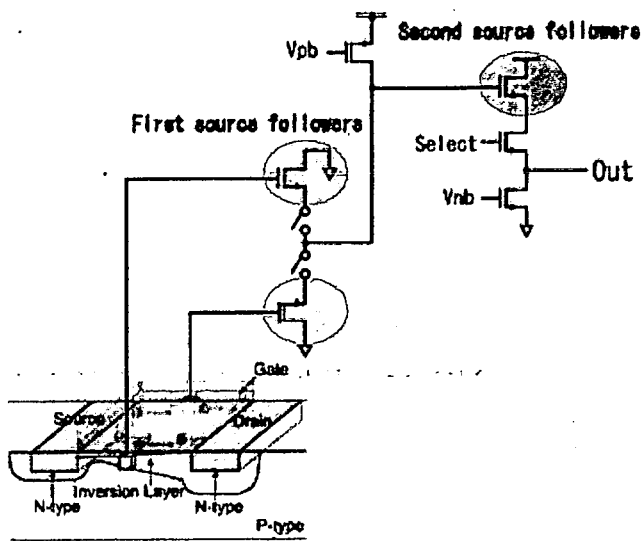 Second source followers
Vpb
First source followers
Select
Out
Vnb
Gate
Source
Drain
Inversion Layer
N-type
N-type
P-type